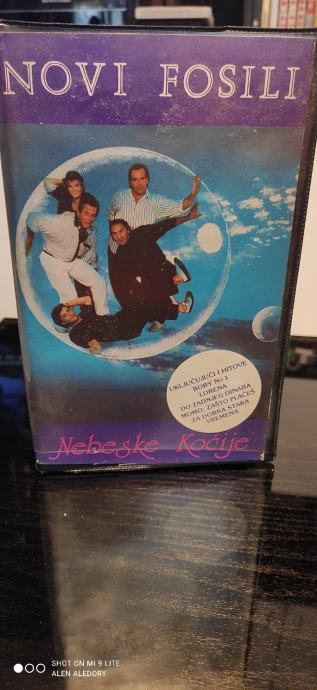 NOVI FOSILI
UKLJUČUJUĆI I HITOVE
BOBY No 1
LORENA
DO ZADNJEG DINARA
MOMO, ZAŠTO PLAČEŠ
ZA DOBRA STARA
VREMENA
Nebeske Kočije
SHOT ON MI 9 LITE
ALEN ALEDORY